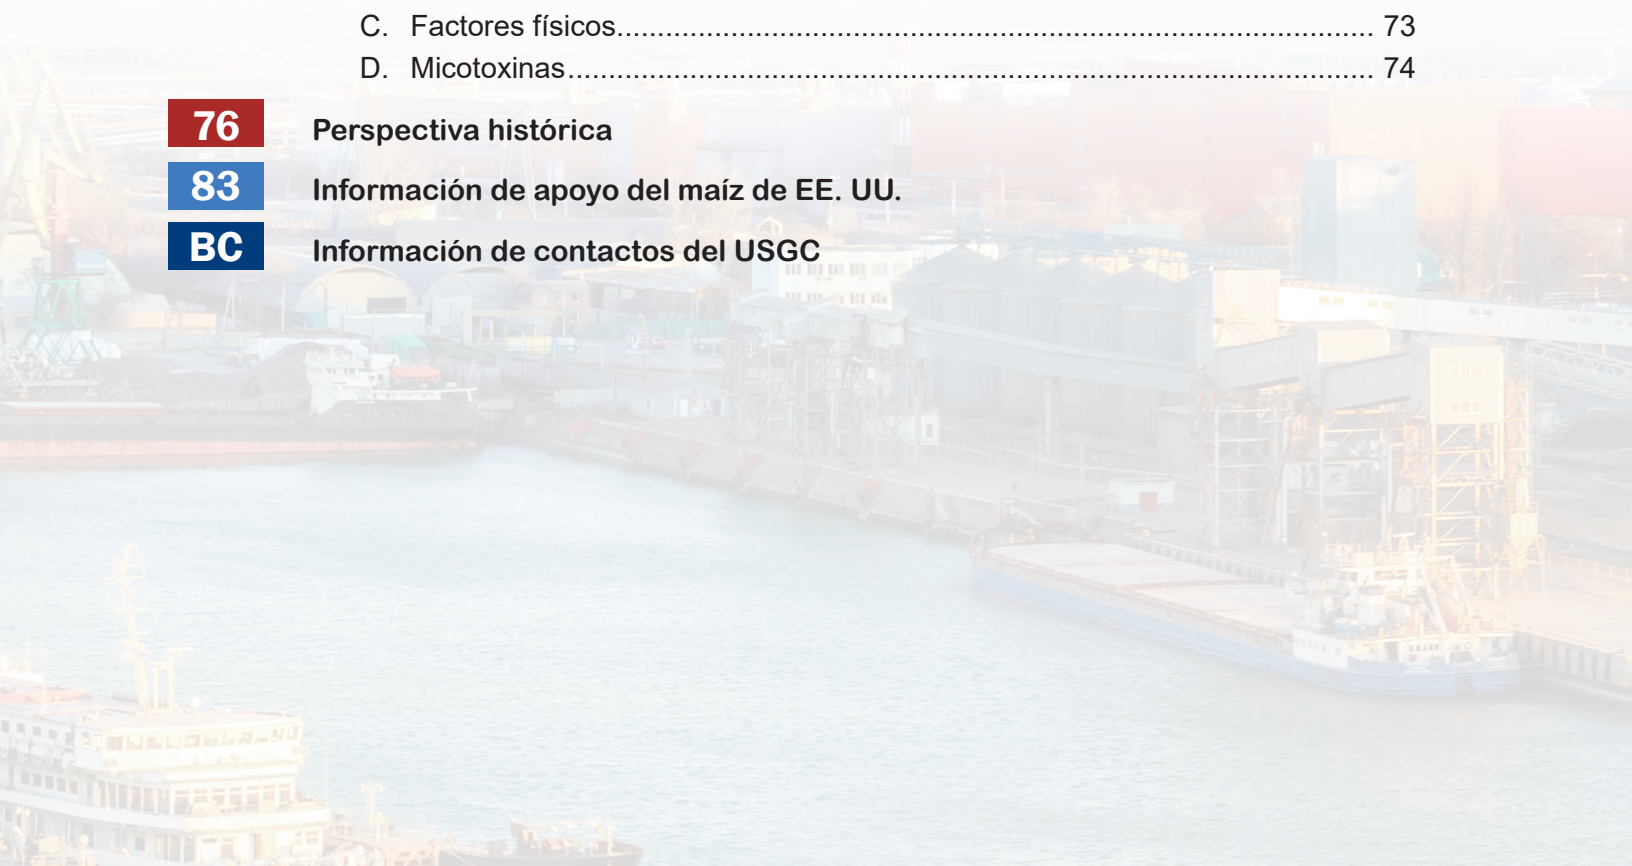 C. Factores físicos............................................................................................ 73
D. Micotoxinas.................................................................................................. 74
76 Perspectiva histórica
83 Información de apoyo del maíz de EE. UU.
BC Información de contactos del USGC